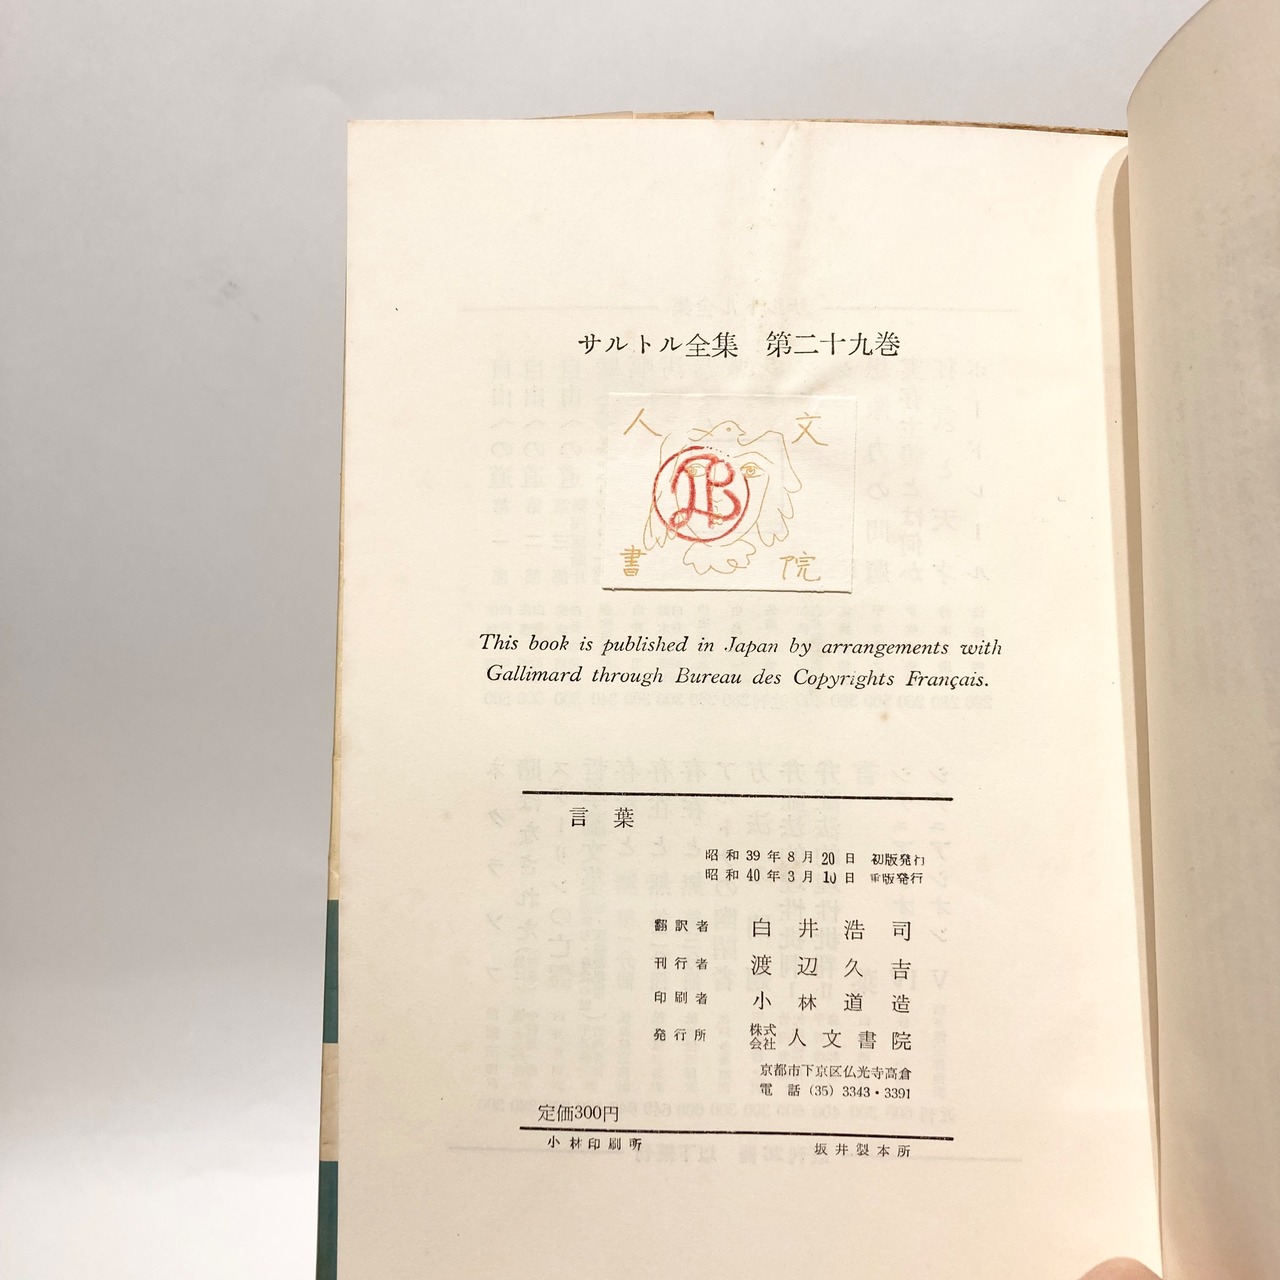 サルトル全集 第二十九巻
人 文
書 院
This book is published in Japan by arrangements with
Gallimard through Bureau des Copyrights Français.
言葉
昭和39年8月20日 初版発行
昭和40年3月10日 重版発行
翻訳者 白井浩司
刊行者 渡辺久吉
印刷者 小林道造
発行所 株式会社 人文書院
京都市下京区仏光寺高倉
電話 (35) 3343・3391
定価300円
小林印刷所 坂井製本所